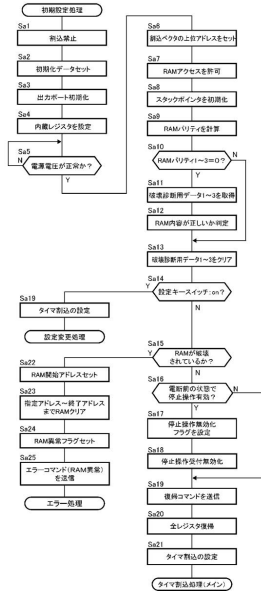 初期設定処理
Sa1
割込禁止
Sa2
初期化データセット
Sa3
出力ポート初期化
Sa4
内蔵レジスタを設定
Sa5
N
電源電圧が正常か?
Y
Sa6
割込ベクタの上位アドレスをセット
Sa7
RAMアクセスを許可
Sa8
スタックポインタを初期化
Sa9
RAMパリティを計算
Sa10
RAMパリティ1~3=0?
N
Y
Sa11
破壊診断用データ1~3を取得
Sa12
RAM内容が正しいか判定
Sa13
破壊診断用データ1~3をクリア
Sa14
設定キースイッチ:on?
Y
N
Sa19
タイマ割込の設定
設定変更処理
Sa15
RAMが破壊
されているか?
Y
N
Sa22
RAM開始アドレスセット
Sa23
指定アドレス~終了アドレス
までRAMクリア
Sa24
RAM異常フラグセット
Sa25
エラーコマンド(RAM異常)
を送信
エラー処理
Sa16
電断前の状態で
停止操作有効?
N
Y
Sa17
停止操作無効化
フラグを設定
Sa18
停止操作受付無効化
Sa19
復帰コマンドを送信
Sa20
全レジスタ復帰
Sa21
タイマ割込の設定
タイマ割込処理(メイン)